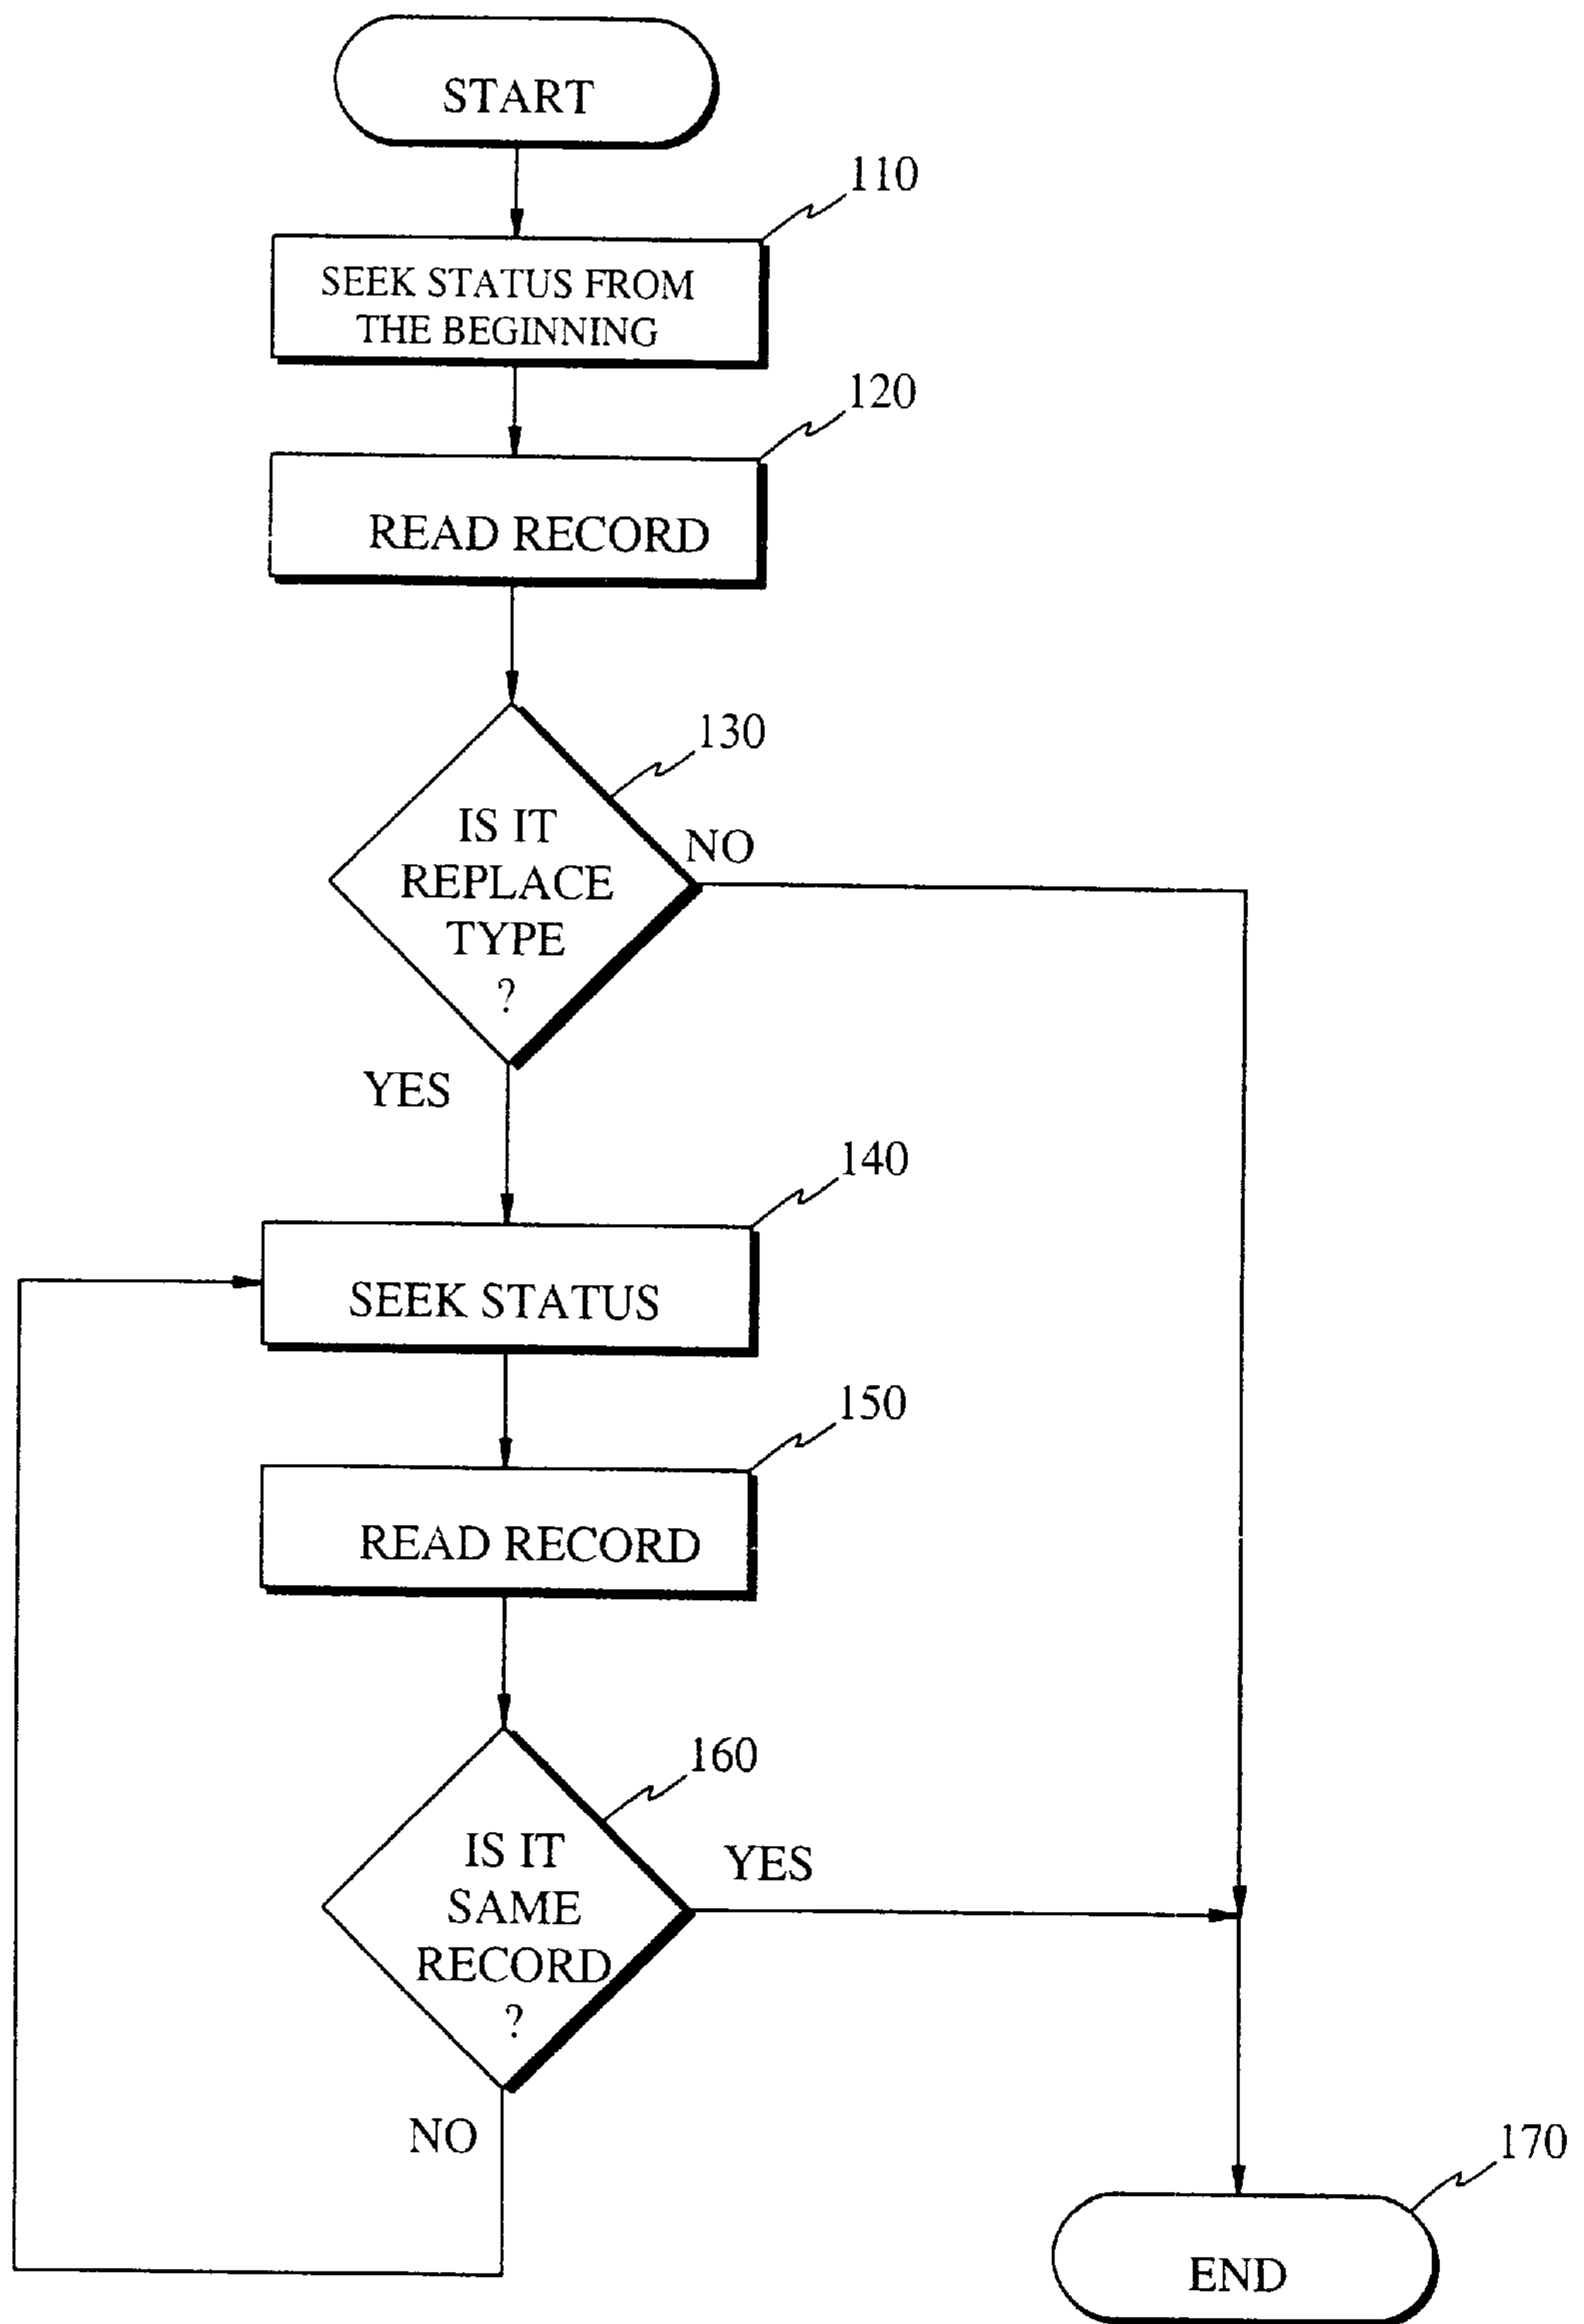 START
110
SEEK STATUS FROM
THE BEGINNING
120
READ RECORD
130
IS IT
REPLACE
TYPE
?
NO
YES
140
SEEK STATUS
150
READ RECORD
160
IS IT
SAME
RECORD
?
YES
NO
170
END